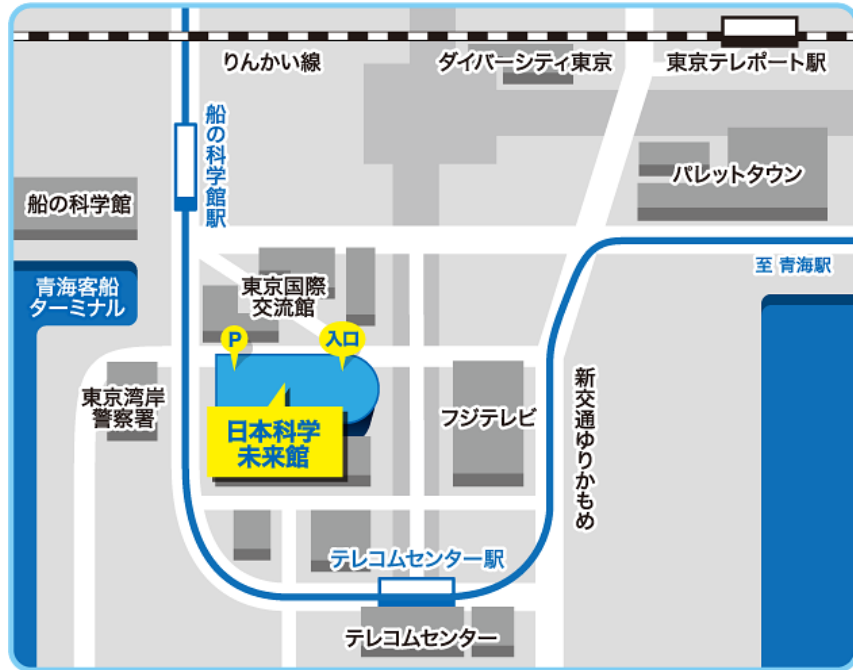 りんかい線
ダイバーシティ東京
東京テレポート駅
船の科学館駅
パレットタウン
船の科学館
至 青海駅
青海客船
ターミナル
東京国際
交流館
P
入口
東京湾岸
警察署
フジテレビ
新交通ゆりかもめ
日本科学
未来館
テレコムセンター駅
テレコムセンター